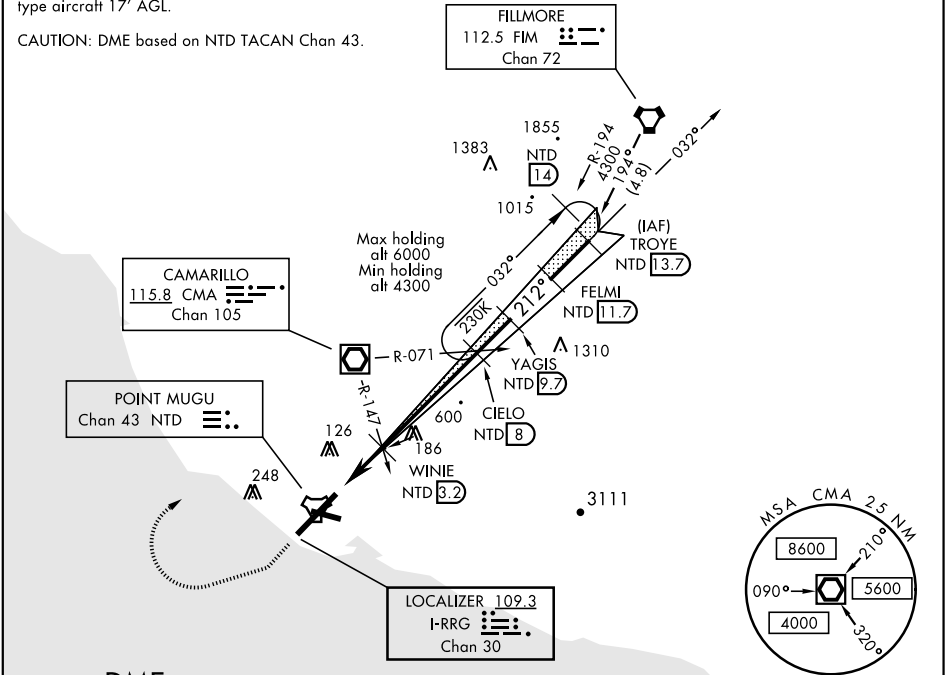 type aircraft 17' AGL.
CAUTION: DME based on NTD TACAN Chan 43.
FILLMORE
112.5 FIM
Chan 72
R-194
4300
194°
(4.8)
032°
1855
1383
NTD
14
1015
(IAF)
TROYE
NTD 13.7
Max holding
alt 6000
Min holding
alt 4300
032°
230K
212°
FELMI
NTD 11.7
CAMARILLO
115.8 CMA
Chan 105
R-071
1310
YAGIS
NTD 9.7
R-147
POINT MUGU
Chan 43 NTD
600
CIELO
NTD 8
126
186
WINIE
NTD 3.2
248
3111
MSA CMA 25 NM
8600
210°
090°
5600
4000
320°
LOCALIZER 109.3
I-RRG
Chan 30